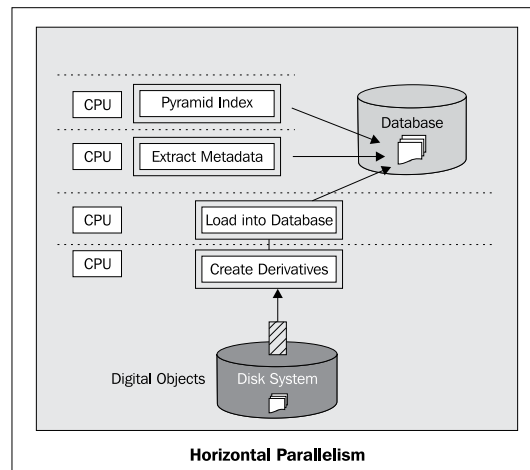 CPU
Pyramid Index
Database
CPU
Extract Metadata
CPU
Load into Database
CPU
Create Derivatives
Digital Objects
Disk System
Horizontal Parallelism